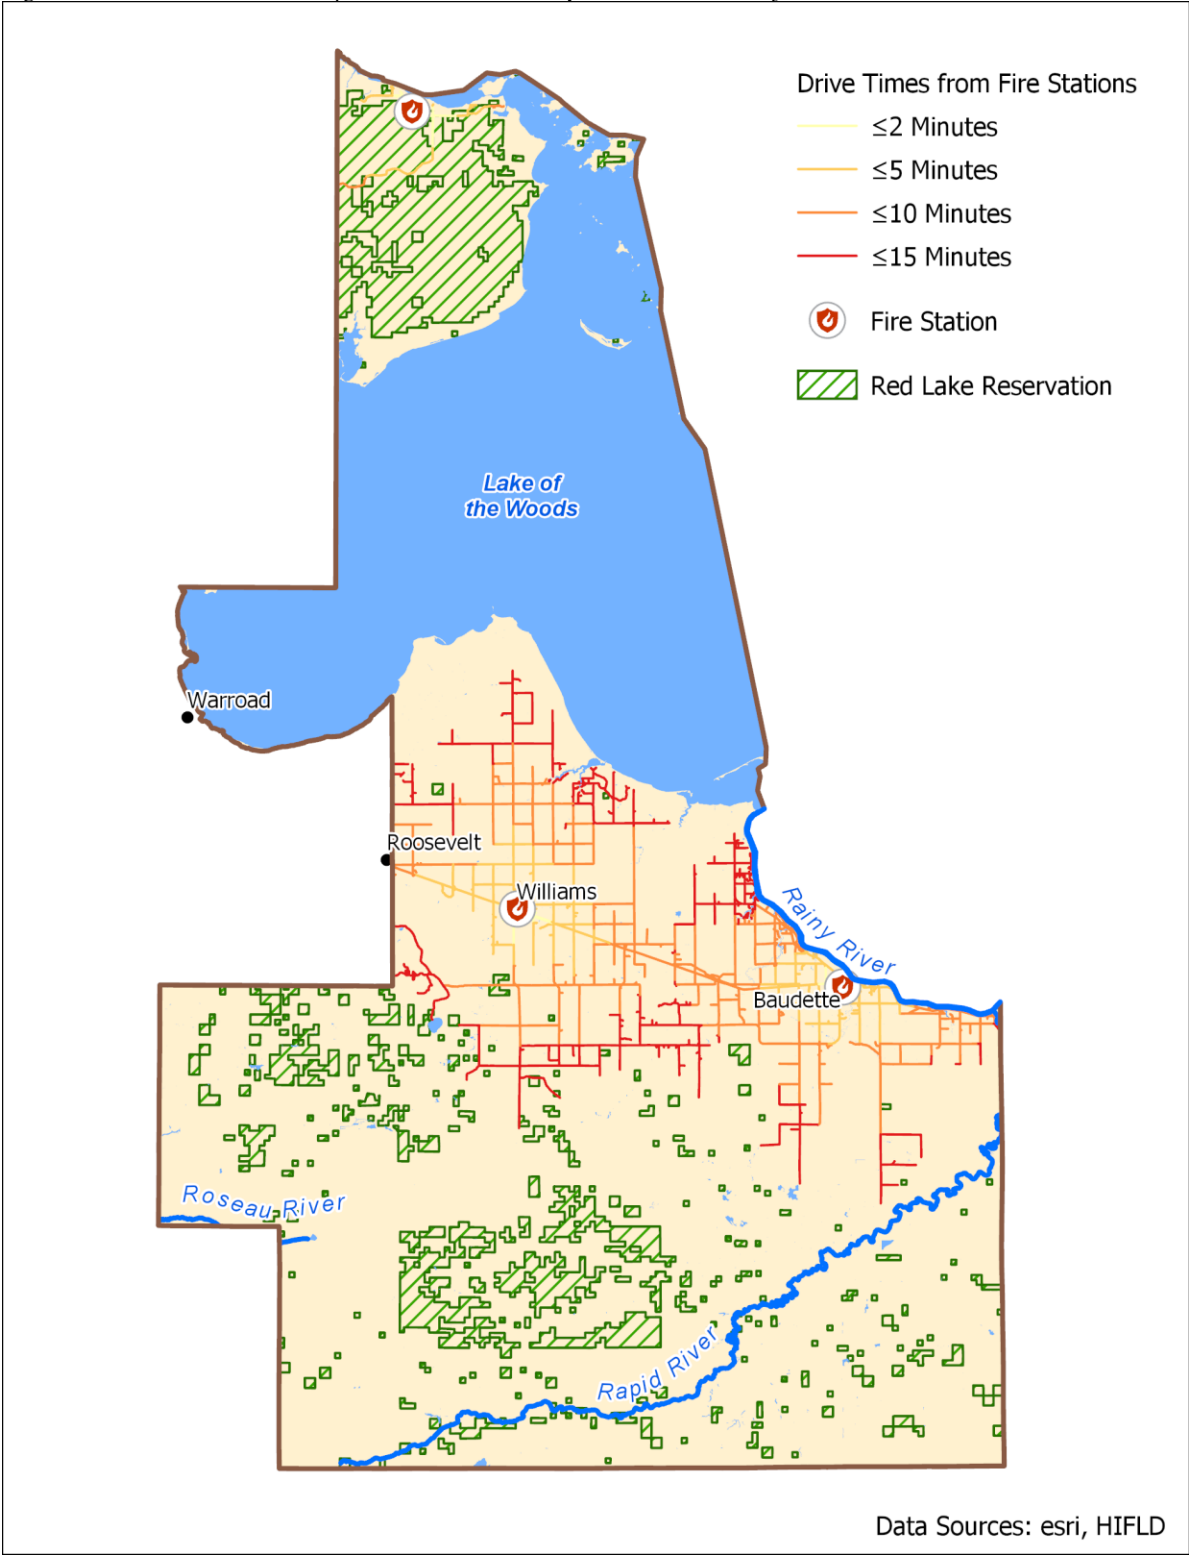 Drive Times from Fire Stations
≤2 Minutes
≤5 Minutes
≤10 Minutes
≤15 Minutes
Fire Station
Red Lake Reservation
Lake of
the Woods
Warroad
Roosevelt
Williams
Rainy River
Baudette
Roseau River
Rapid River
Data Sources: esri, HIFLD